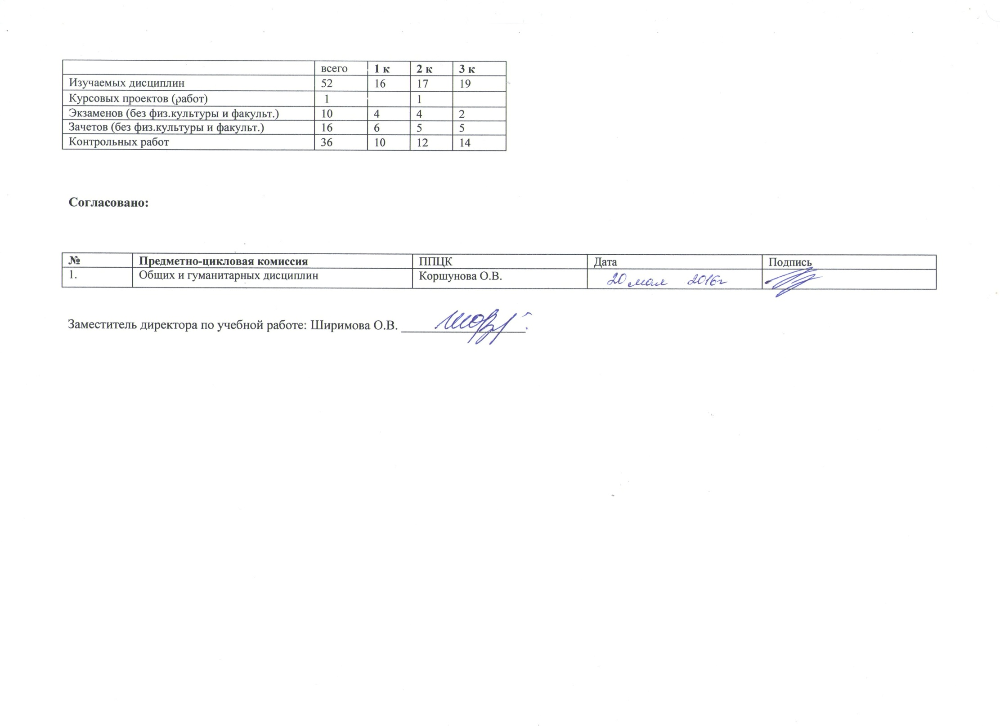 всего 1 к 2 к 3 к
Изучаемых дисциплин 52 16 17 19
Курсовых проектов (работ) 1 1
Экзаменов (без физ.культуры и факульт.) 10 4 4 2
Зачетов (без физ.культуры и факульт.) 16 6 5 5
Контрольных работ 36 10 12 14
Согласовано:
№ Предметно-цикловая комиссия ППЦК Дата Подпись
1. Общих и гуманитарных дисциплин Коршунова О.В. 20 мая 2016г
Заместитель директора по учебной работе: Ширимова О.В.